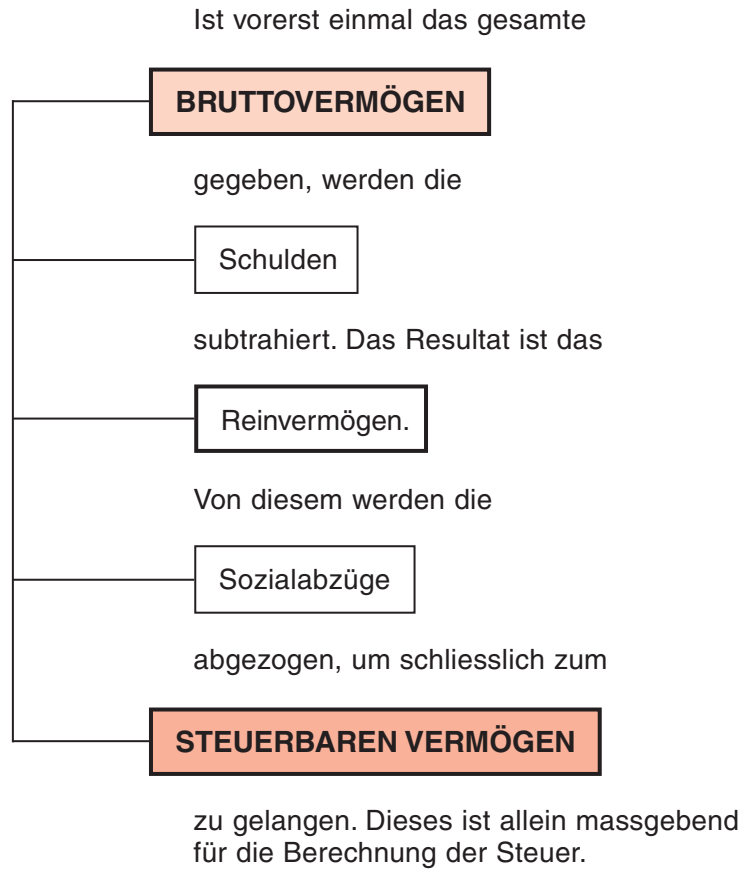 Ist vorerst einmal das gesamte
BRUTTOVERMÖGEN
gegeben, werden die
Schulden
subtrahiert. Das Resultat ist das
Reinvermögen.
Von diesem werden die
Sozialabzüge
abgezogen, um schliesslich zum
STEUERBAREN VERMÖGEN
zu gelangen. Dieses ist allein massgebend
für die Berechnung der Steuer.